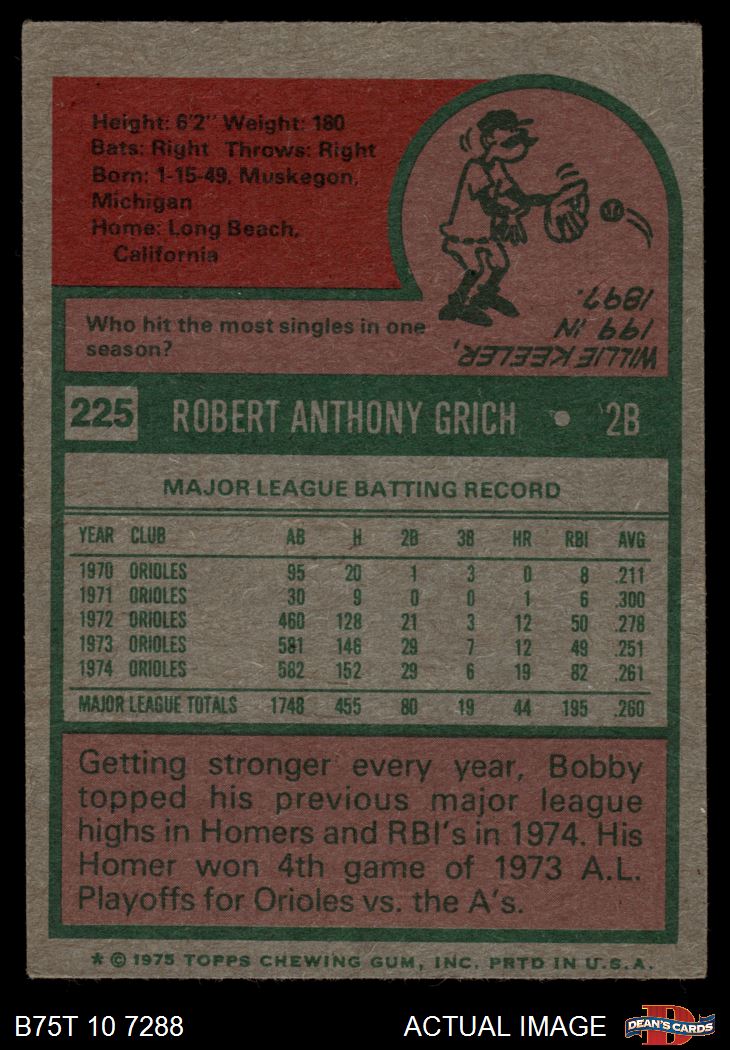 Height: 6'2" Weight: 180
Bats: Right Throws: Right
Born: 1-15-49, Muskegon,
Michigan
Home: Long Beach,
California
Who hit the most singles in one
season?
WILLIE KEELER,
199 IN
1897.
225 ROBERT ANTHONY GRICH • 2B
MAJOR LEAGUE BATTING RECORD
YEAR CLUB AB H 2B 3B HR RBI AVG
1970 ORIOLES 95 20 1 3 0 8 .211
1971 ORIOLES 30 9 0 0 1 6 .300
1972 ORIOLES 460 128 21 3 12 50 .278
1973 ORIOLES 581 146 29 7 12 49 .251
1974 ORIOLES 582 152 29 6 19 82 .261
MAJOR LEAGUE TOTALS 1748 455 80 19 44 195 .260
Getting stronger every year, Bobby
topped his previous major league
highs in Homers and RBI's in 1974. His
Homer won 4th game of 1973 A.L.
Playoffs for Orioles vs. the A's.
* © 1975 TOPPS CHEWING GUM, INC. PRTD IN U.S.A.
B75T 10 7288 ACTUAL IMAGE
D
DEAN'S CARDS